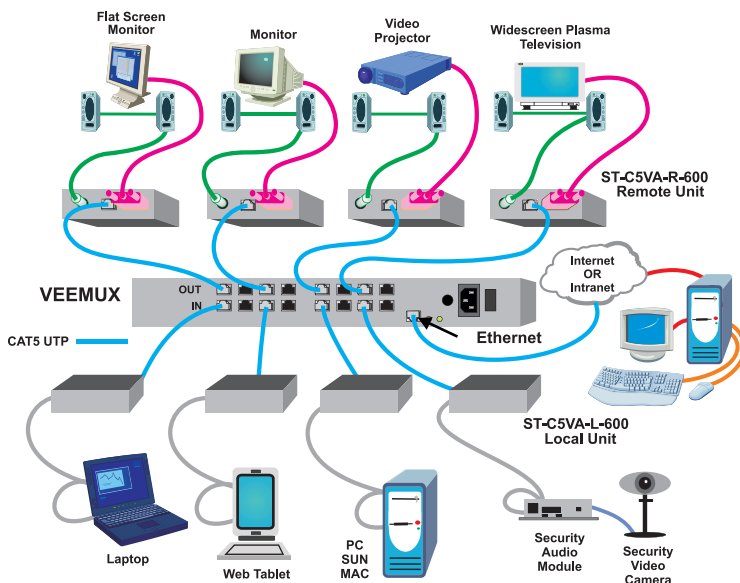 Flat Screen
Monitor
Monitor
Video
Projector
Widescreen Plasma
Television
ST-C5VA-R-600
Remote Unit
VEEMUX
OUT
IN
Internet
OR
Intranet
Ethernet
CAT5 UTP
ST-C5VA-L-600
Local Unit
Laptop
Web Tablet
PC
SUN
MAC
Security
Audio
Module
Security
Video
Camera